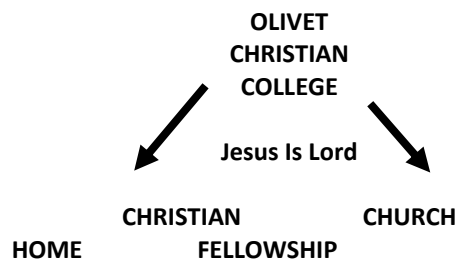 OLIVET
CHRISTIAN
COLLEGE
Jesus Is Lord
CHRISTIAN CHURCH
HOME FELLOWSHIP